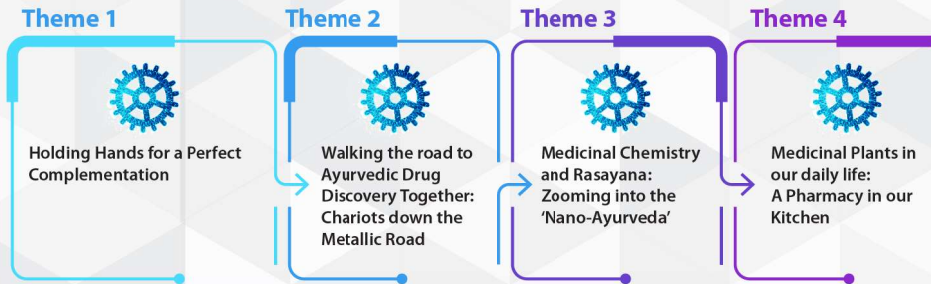 Theme 1
Holding Hands for a Perfect
Complementation
Theme 2
Walking the road to
Ayurvedic Drug
Discovery Together:
Chariots down the
Metallic Road
Theme 3
Medicinal Chemistry
and Rasayana:
Zooming into the
‘Nano-Ayurveda’
Theme 4
Medicinal Plants in
our daily life:
A Pharmacy in our
Kitchen